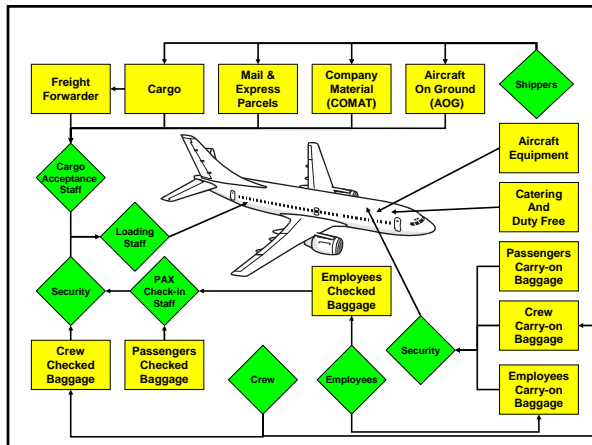 Freight
Forwarder
Cargo
Mail &
Express
Parcels
Company
Material
(COMAT)
Aircraft
On Ground
(AOG)
Shippers
Cargo
Acceptance
Staff
Aircraft
Equipment
Catering
And
Duty Free
Loading
Staff
Security
PAX
Check-in
Staff
Employees
Checked
Baggage
Passengers
Carry-on
Baggage
Security
Crew
Carry-on
Baggage
Crew
Checked
Baggage
Passengers
Checked
Baggage
Crew
Employees
Employees
Carry-on
Baggage